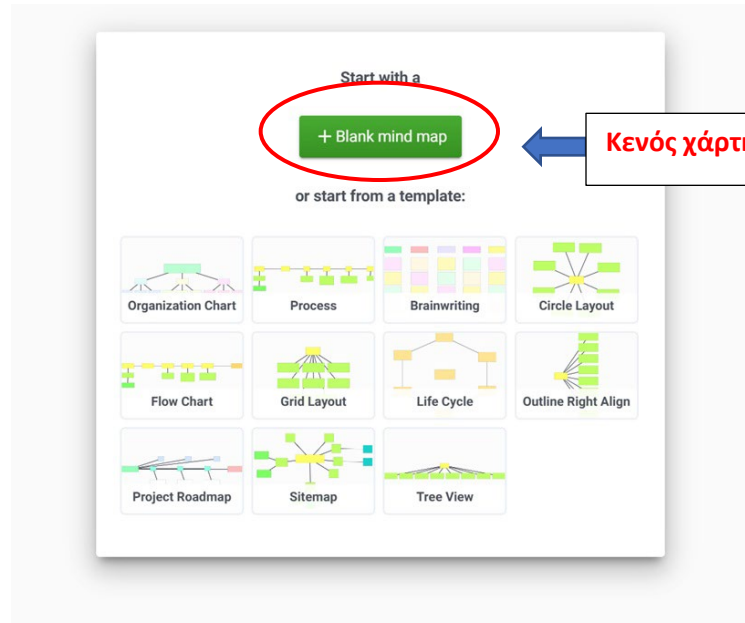 Start with a
+ Blank mind map
Κενός
or start from a template:
Organization Chart
Process
Brainwriting
Circle Layout
Flow Chart
Grid Layout
Life Cycle
Outline Right Align
Project Roadmap
Sitemap
Tree View